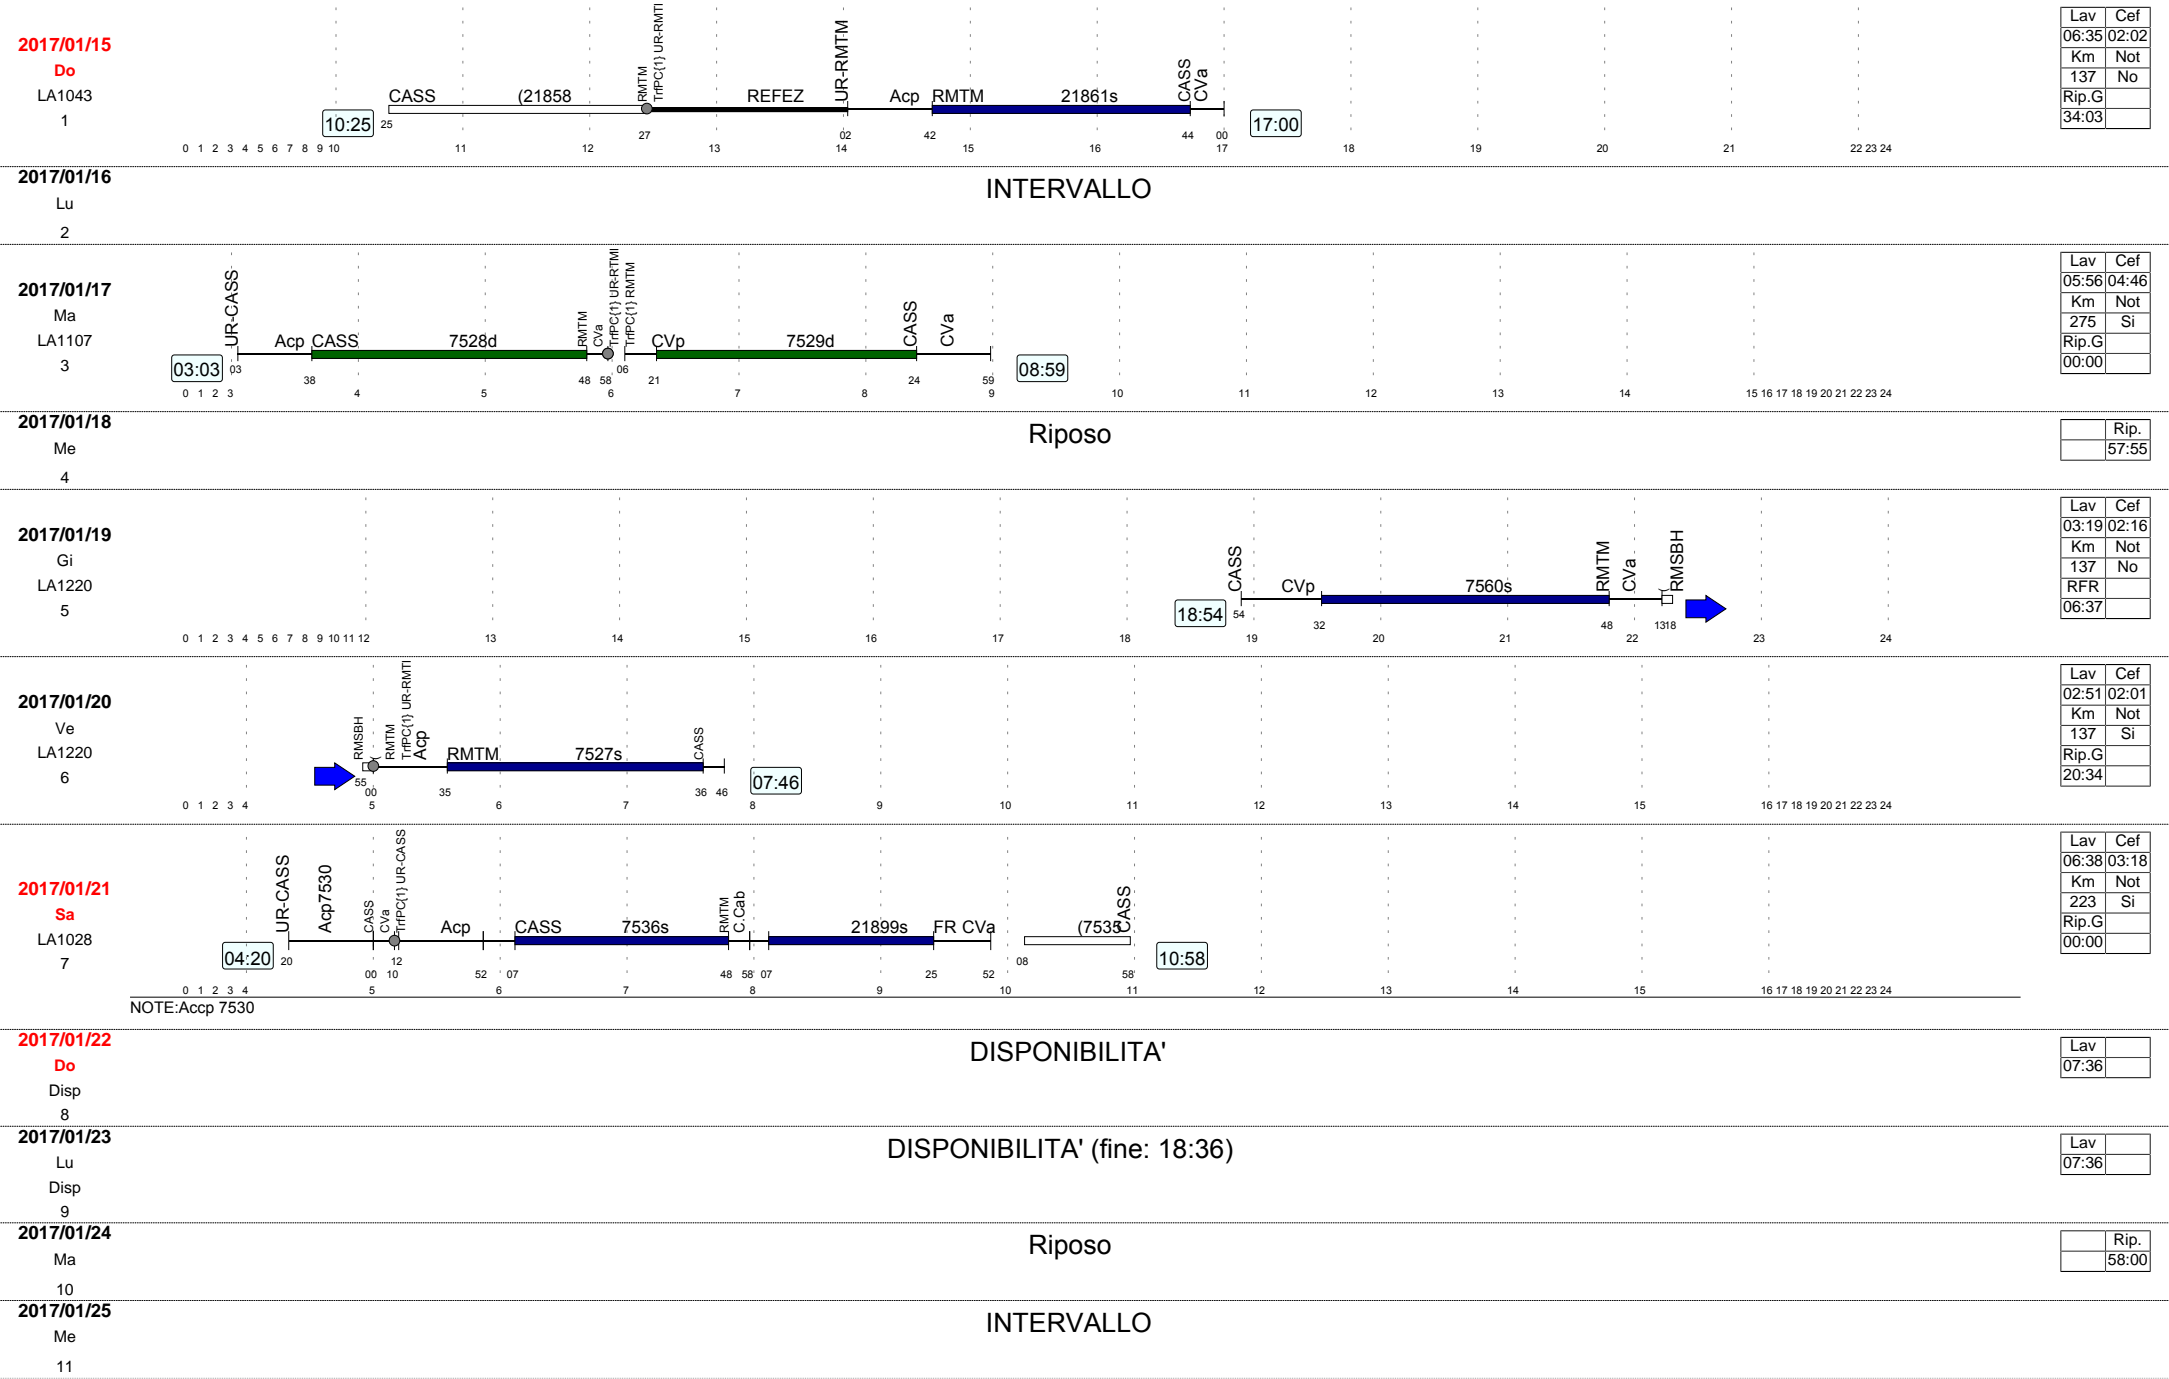 2017/01/15
Do
LA1043
1
10:25
25
CASS
(21858
RMTM
TrfPC{1} UR-RMTI
27
REFEZ
UR-RMTM
02
Acp
RMTM
42
21861s
CASS
CVa
44
00
17:00
0 1 2 3 4 5 6 7 8 9 10 11 12 13 14 15 16 17 18 19 20 21 22 23 24
Lav Cef
06:35 02:02
Km Not
137 No
Rip.G
34:03
2017/01/16
Lu
2
INTERVALLO
2017/01/17
Ma
LA1107
3
03:03
UR-CASS
03
Acp
CASS
38
7528d
RMTM
CVa
TrfPC{1} UR-RTMI
TrfPC{1} RMTM
48 58 06
CVp
21
7529d
CASS
CVa
24
59
08:59
0 1 2 3 4 5 6 7 8 9 10 11 12 13 14 15 16 17 18 19 20 21 22 23 24
Lav Cef
05:56 04:46
Km Not
275 Si
Rip.G
00:00
2017/01/18
Me
4
Riposo
Rip.
57:55
2017/01/19
Gi
LA1220
5
18:54
CASS
54
CVp
32
7560s
RMTM
CVa
RMSBH
48
1318
0 1 2 3 4 5 6 7 8 9 10 11 12 13 14 15 16 17 18 19 20 21 22 23 24
Lav Cef
03:19 02:16
Km Not
137 No
RFR
06:37
2017/01/20
Ve
LA1220
6
RMSBH
(
RMTM
TrfPC{1} UR-RMTI
Acp
55
00
RMTM
35
7527s
CASS
36 46
07:46
0 1 2 3 4 5 6 7 8 9 10 11 12 13 14 15 16 17 18 19 20 21 22 23 24
Lav Cef
02:51 02:01
Km Not
137 Si
Rip.G
20:34
2017/01/21
Sa
LA1028
7
04:20
UR-CASS
20
Acp7530
CASS
CVa
TrfPC{1} UR-CASS
00 10
12
Acp
52
CASS
07
7536s
RMTM
C.Cab
48 58 07
21899s
FR CVa
25
52
(7535
CASS
08
58
10:58
0 1 2 3 4 5 6 7 8 9 10 11 12 13 14 15 16 17 18 19 20 21 22 23 24
NOTE:Accp 7530
Lav Cef
06:38 03:18
Km Not
223 Si
Rip.G
00:00
2017/01/22
Do
Disp
8
DISPONIBILITA'
Lav
07:36
2017/01/23
Lu
Disp
9
DISPONIBILITA' (fine: 18:36)
Lav
07:36
2017/01/24
Ma
10
Riposo
Rip.
58:00
2017/01/25
Me
11
INTERVALLO